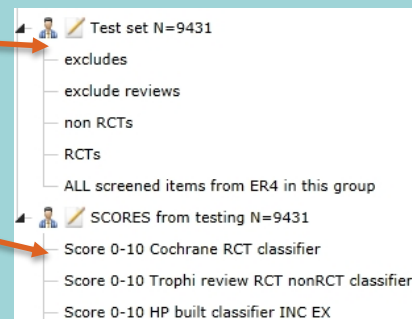 Test set N=9431
excludes
exclude reviews
non RCTs
RCTs
ALL screened items from ER4 in this group
SCORES from testing N=9431
Score 0-10 Cochrane RCT classifier
Score 0-10 Trophi review RCT nonRCT classifier
Score 0-10 HP built classifier INC EX